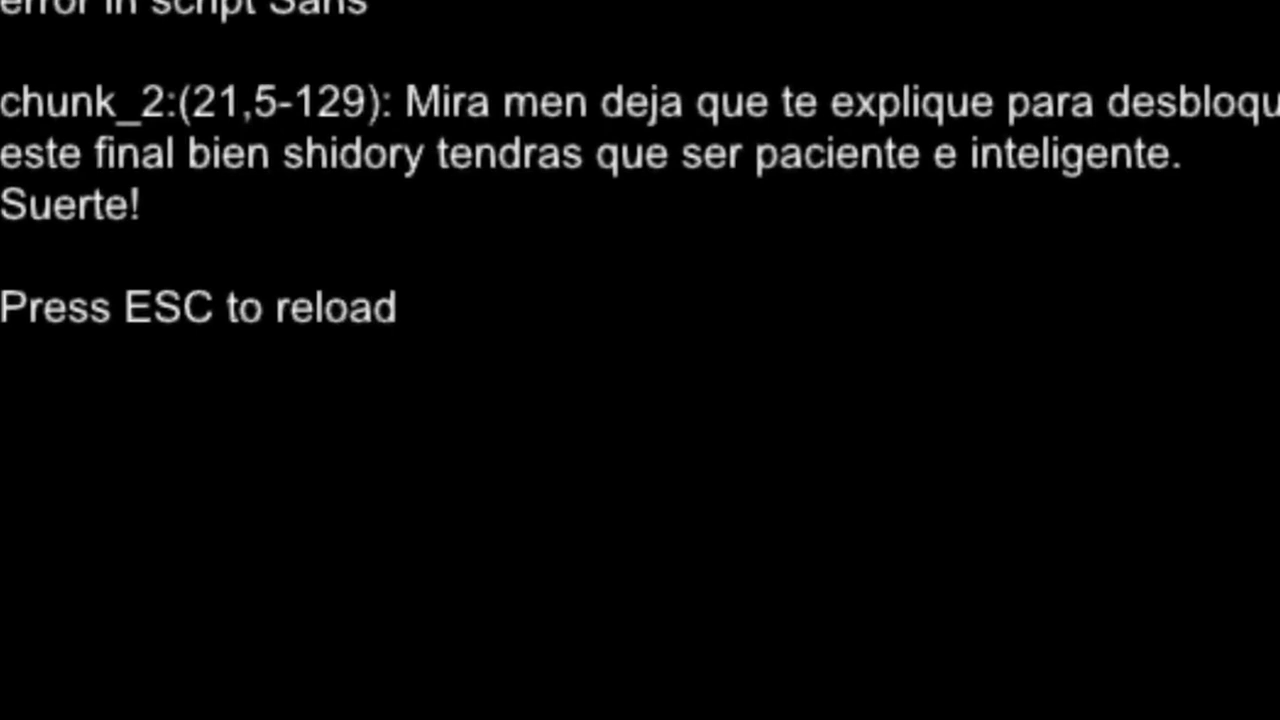 error in script Sans
chunk_2:(21,5-129): Mira men deja que te explique para desbloqu
este final bien shidory tendras que ser paciente e inteligente.
Suerte!
Press ESC to reload